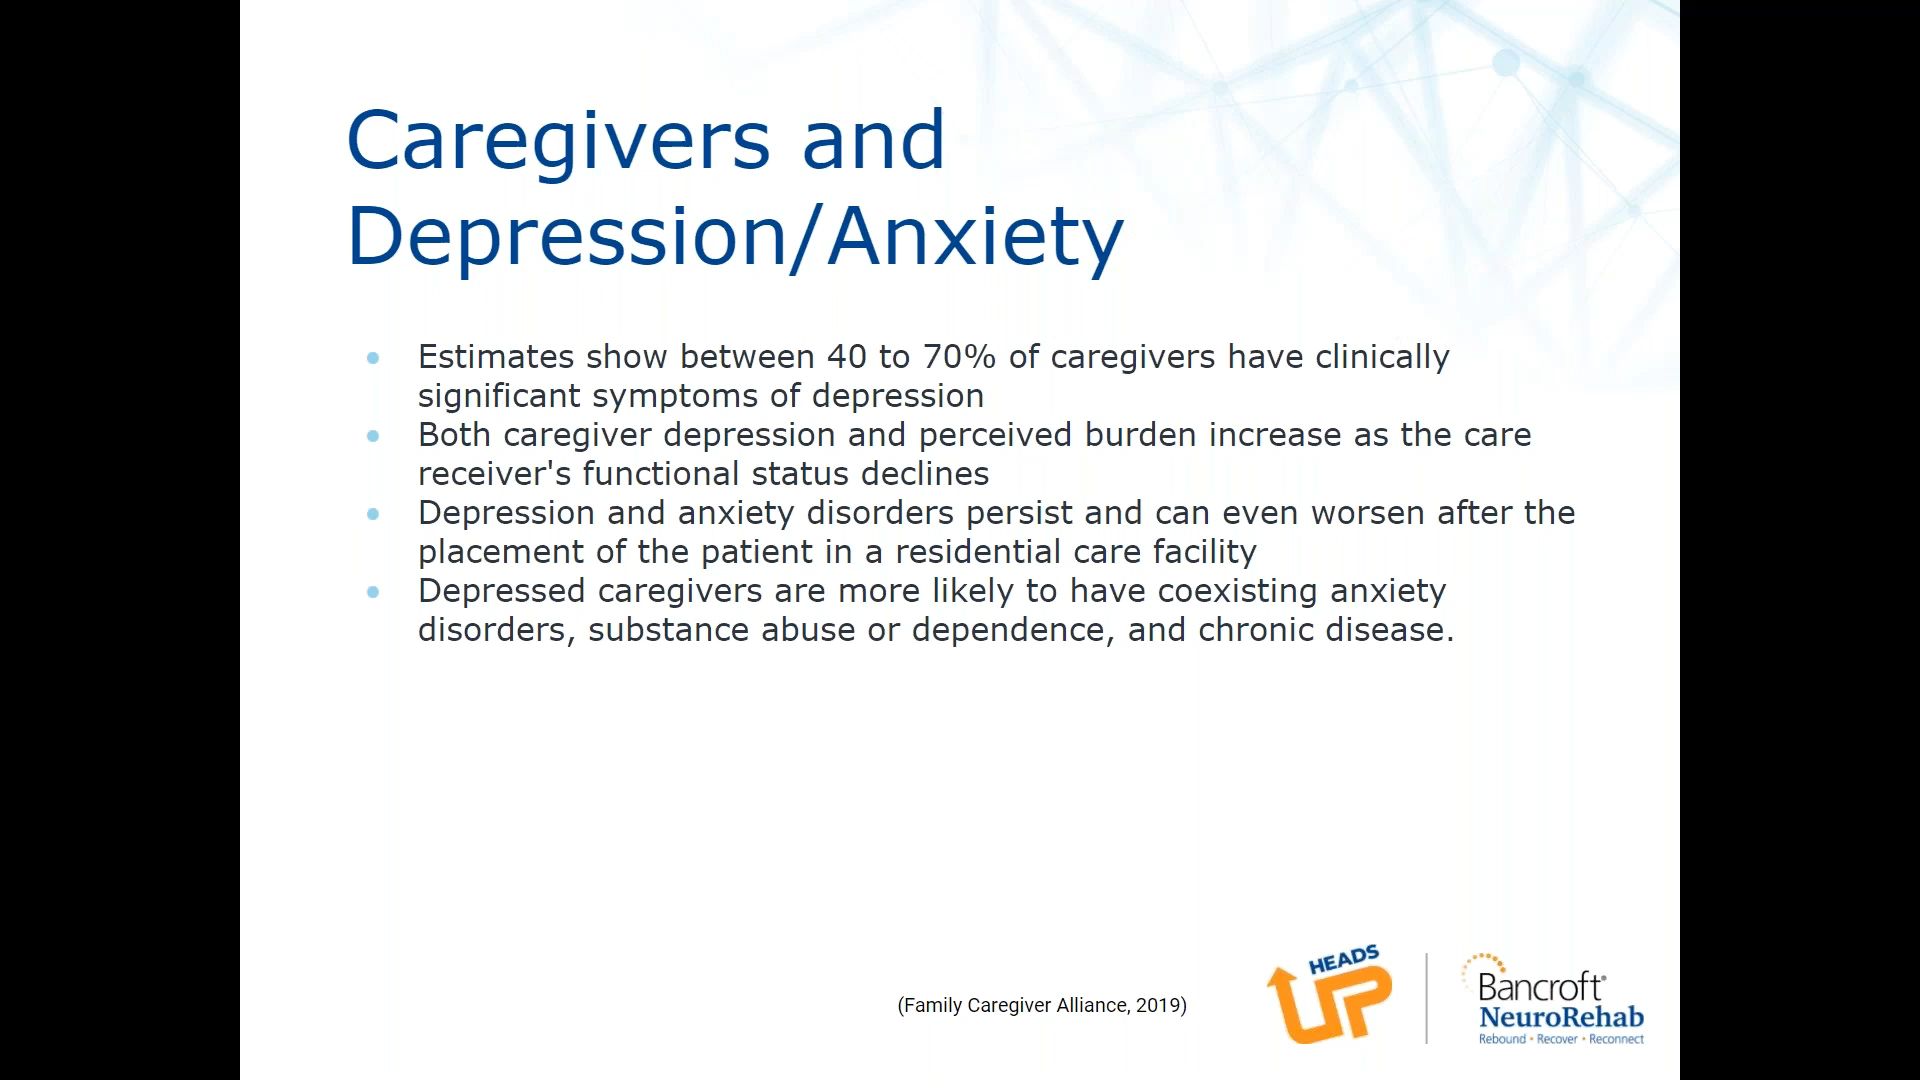 Caregivers and
Depression/Anxiety
• Estimates show between 40 to 70% of caregivers have clinically
significant symptoms of depression
• Both caregiver depression and perceived burden increase as the care
receiver's functional status declines
• Depression and anxiety disorders persist and can even worsen after the
placement of the patient in a residential care facility
• Depressed caregivers are more likely to have coexisting anxiety
disorders, substance abuse or dependence, and chronic disease.
(Family Caregiver Alliance, 2019)
HEADS
UP
Bancroft®
NeuroRehab
Rebound • Recover • Reconnect